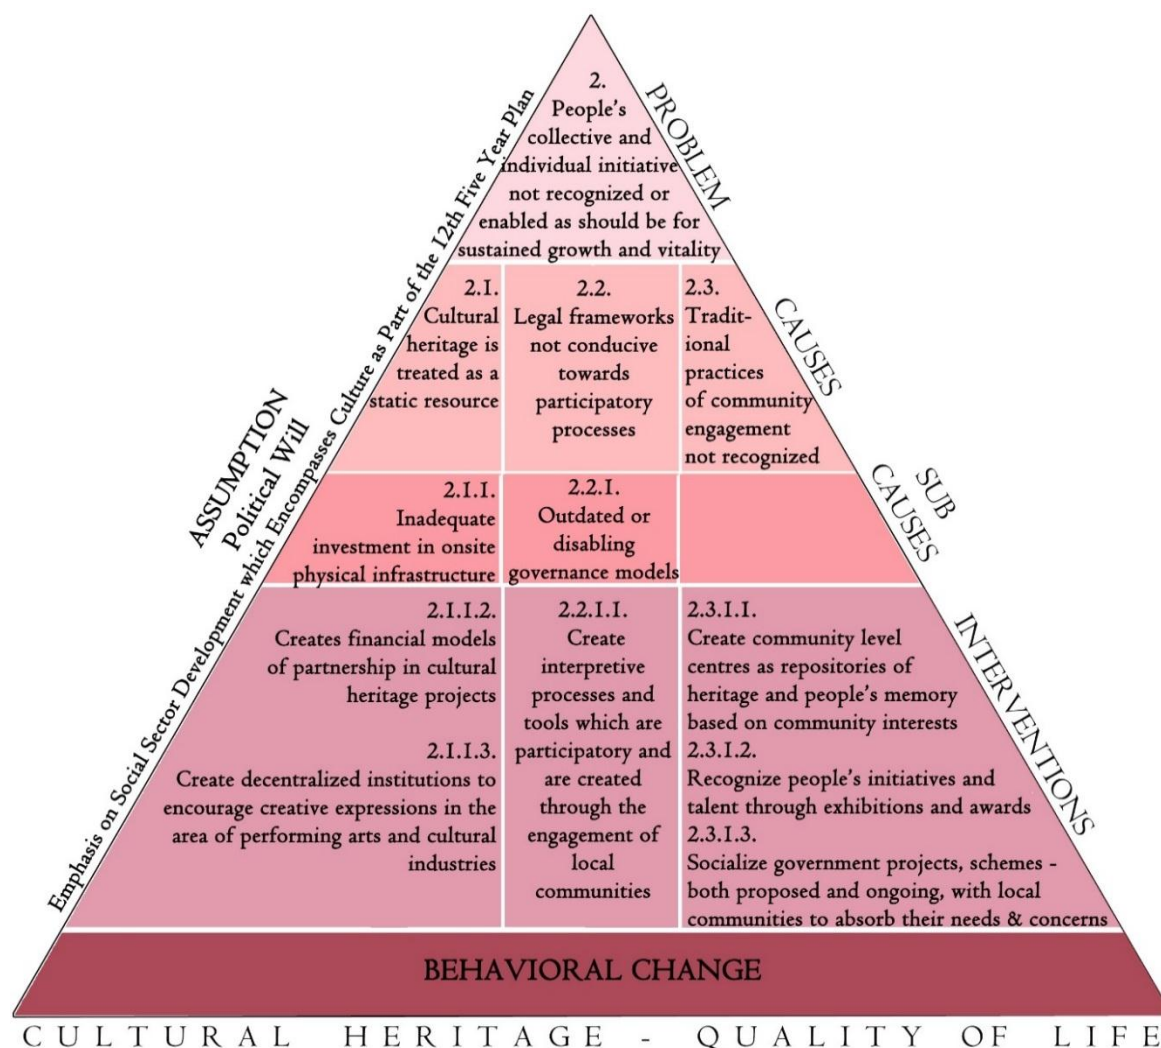 2.
People's
collective and
individual initiative
not recognized or
enabled as should be for
sustained growth and vitality
PROBLEM
2.1.
Cultural
heritage is
treated as a
static resource
2.2.
Legal frameworks
not conducive
towards
participatory
processes
2.3.
Tradit-
ional
practices
of community
engagement
not recognized
CAUSES
2.1.1.
Inadequate
investment in onsite
physical infrastructure
2.2.1.
Outdated or
disabling
governance models
SUB
CAUSES
2.1.1.2.
Creates financial models
of partnership in cultural
heritage projects
2.1.1.3.
Create decentralized institutions to
encourage creative expressions in the
area of performing arts and cultural
industries
2.2.1.1.
Create
interpretive
processes and
tools which are
participatory and
are created
through the
engagement of
local
communities
2.3.1.1.
Create community level
centres as repositories of
heritage and people's memory
based on community interests
2.3.1.2.
Recognize people's initiatives and
talent through exhibitions and awards
2.3.1.3.
Socialize government projects, schemes -
both proposed and ongoing, with local
communities to absorb their needs & concerns
INTERVENTIONS
ASSUMPTION
Political Will
Emphasis on Social Sector Development which Encompasses Culture as Part of the 12th Five Year Plan
BEHAVIORAL CHANGE
CULTURAL HERITAGE - QUALITY OF LIFE